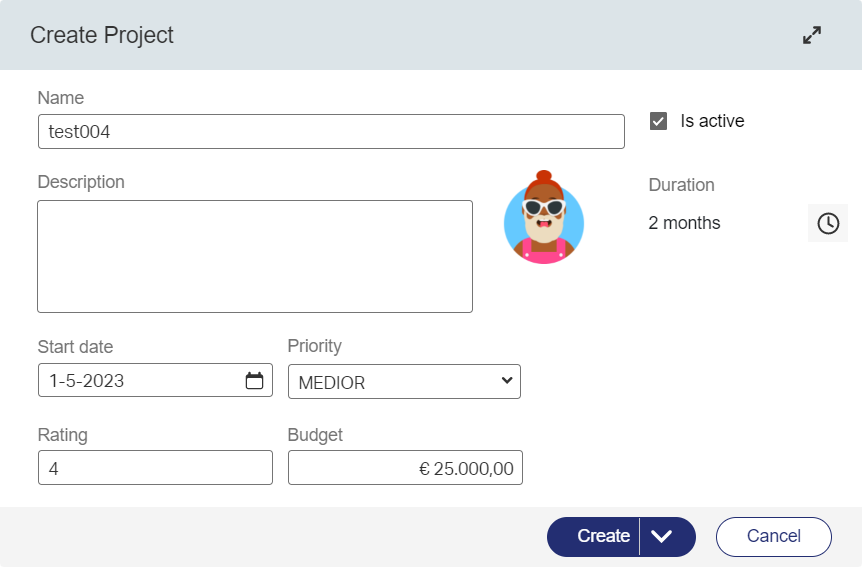 Create Project
Name
test004
Is active
Description
Duration
2 months
Start date
Priority
1-5-2023
MEDIOR
Rating
Budget
4
€ 25.000,00
Create
Cancel